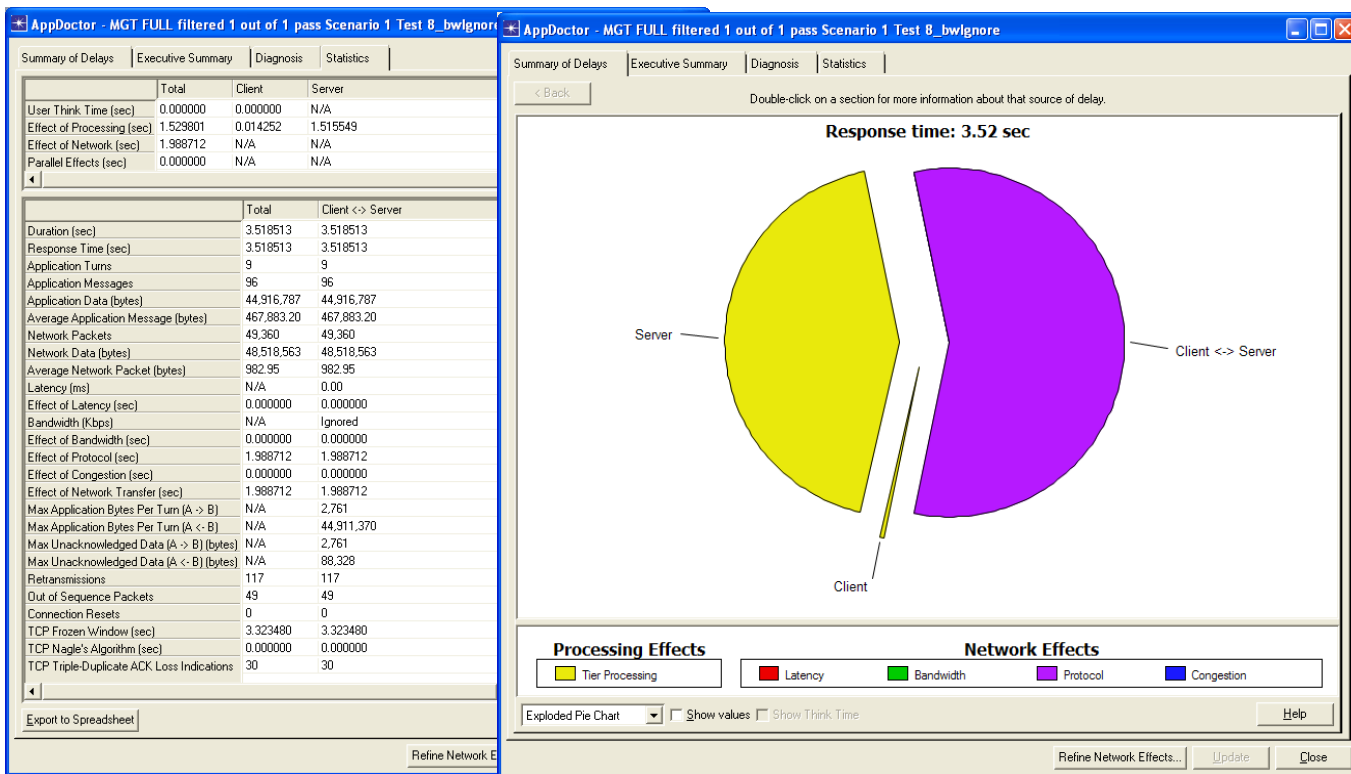 AppDoctor - MGT FULL filtered 1 out of 1 pass Scenario 1 Test 8_bwIgnore
Summary of Delays Executive Summary Diagnosis Statistics
Total Client Server
User Think Time (sec) 0.000000 0.000000 N/A
Effect of Processing (sec) 1.529801 0.014252 1.515549
Effect of Network (sec) 1.988712 N/A N/A
Parallel Effects (sec) 0.000000 N/A N/A
Total Client <-> Server
Duration (sec) 3.518513 3.518513
Response Time (sec) 3.518513 3.518513
Application Turns 9 9
Application Messages 96 96
Application Data (bytes) 44,916,787 44,916,787
Average Application Message (bytes) 467,883.20 467,883.20
Network Packets 49,360 49,360
Network Data (bytes) 48,518,563 48,518,563
Average Network Packet (bytes) 982.95 982.95
Latency (ms) N/A 0.00
Effect of Latency (sec) 0.000000 0.000000
Bandwidth (Kbps) N/A Ignored
Effect of Bandwidth (sec) 0.000000 0.000000
Effect of Protocol (sec) 1.988712 1.988712
Effect of Congestion (sec) 0.000000 0.000000
Effect of Network Transfer (sec) 1.988712 1.988712
Max Application Bytes Per Turn (A -> B) N/A 2,761
Max Application Bytes Per Turn (A <- B) N/A 44,911,370
Max Unacknowledged Data (A -> B) (bytes) N/A 2,761
Max Unacknowledged Data (A <- B) (bytes) N/A 88,328
Retransmissions 117 117
Out of Sequence Packets 49 49
Connection Resets 0 0
TCP Frozen Window (sec) 3.323480 3.323480
TCP Nagle's Algorithm (sec) 0.000000 0.000000
TCP Triple-Duplicate ACK Loss Indications 30 30
Export to Spreadsheet
Refine Network E
AppDoctor - MGT FULL filtered 1 out of 1 pass Scenario 1 Test 8_bwIgnore
Summary of Delays Executive Summary Diagnosis Statistics
< Back
Double-click on a section for more information about that source of delay.
Response time: 3.52 sec
Server
Client <-> Server
Client
Processing Effects Network Effects
Tier Processing Latency Bandwidth Protocol Congestion
Exploded Pie Chart Show values Show Think Time Help
Refine Network Effects... Update Close